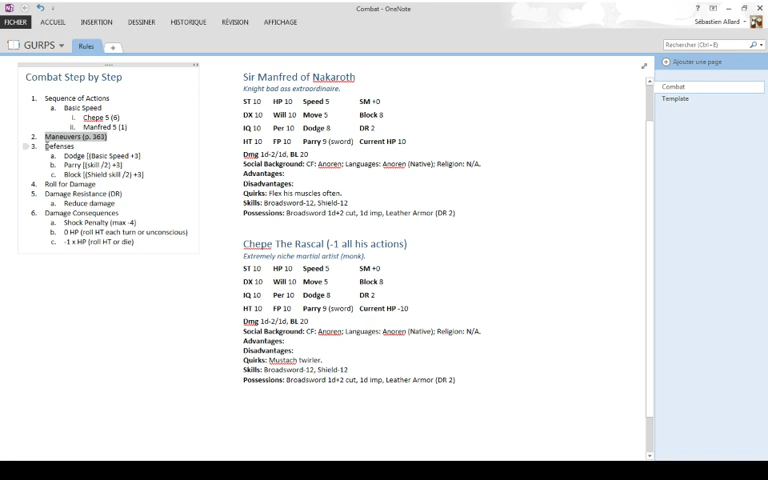 Combat - OneNote
FICHIER ACCUEIL INSERTION DESSINER HISTORIQUE RÉVISION AFFICHAGE
Sébastien Allard
GURPS Rules
Rechercher (Ctrl+E)
Ajouter une page
Combat
Template
Combat Step by Step
1. Sequence of Actions
a. Basic Speed
i. Chepe 5 (6)
ii. Manfred 5 (1)
2. Maneuvers (p. 363)
3. Defenses
a. Dodge [(Basic Speed +3]
b. Parry [(skill /2) +3]
c. Block [(Shield skill /2) +3]
4. Roll for Damage
5. Damage Resistance (DR)
a. Reduce damage
6. Damage Consequences
a. Shock Penalty (max -4)
b. 0 HP (roll HT each turn or unconscious)
c. -1 x HP (roll HT or die)
Sir Manfred of Nakaroth
Knight bad ass extraordinaire.
ST 10 HP 10 Speed 5 SM +0
DX 10 Will 10 Move 5 Block 8
IQ 10 Per 10 Dodge 8 DR 2
HT 10 FP 10 Parry 9 (sword) Current HP 10
Dmg 1d-2/1d, BL 20
Social Background: CF: Anoren; Languages: Anoren (Native); Religion: N/A.
Advantages:
Disadvantages:
Quirks: Flex his muscles often.
Skills: Broadsword-12, Shield-12
Possessions: Broadsword 1d+2 cut, 1d imp, Leather Armor (DR 2)
Chepe The Rascal (-1 all his actions)
Extremely niche martial artist (monk).
ST 10 HP 10 Speed 5 SM +0
DX 10 Will 10 Move 5 Block 8
IQ 10 Per 10 Dodge 8 DR 2
HT 10 FP 10 Parry 9 (sword) Current HP -10
Dmg 1d-2/1d, BL 20
Social Background: CF: Anoren; Languages: Anoren (Native); Religion: N/A.
Advantages:
Disadvantages:
Quirks: Mustach twirler.
Skills: Broadsword-12, Shield-12
Possessions: Broadsword 1d+2 cut, 1d imp, Leather Armor (DR 2)